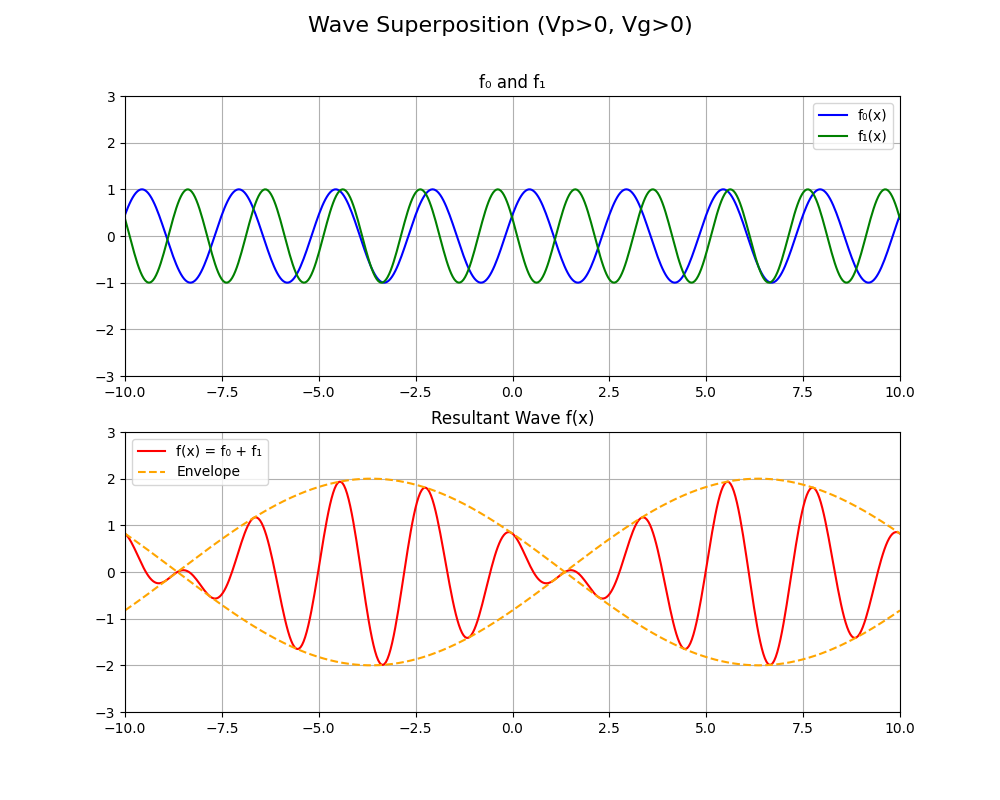 Wave Superposition (Vp>0, Vg>0)
f₀ and f₁
3
2
1
0
−1
−2
−3
f₀(x)
f₁(x)
−10.0 −7.5 −5.0 −2.5 0.0 2.5 5.0 7.5 10.0
Resultant Wave f(x)
3
2
1
0
−1
−2
−3
f(x) = f₀ + f₁
Envelope
−10.0 −7.5 −5.0 −2.5 0.0 2.5 5.0 7.5 10.0